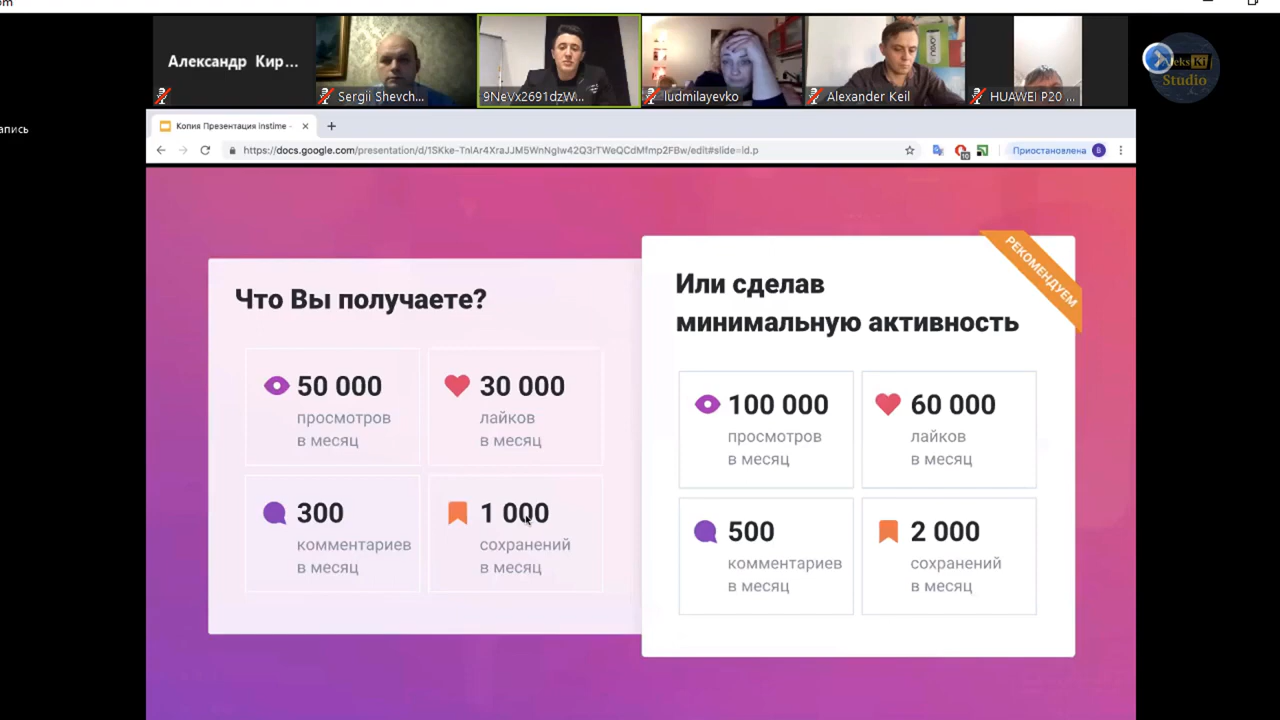 om
Александр Кир...
Sergii Shevch...
9NeVx2691dzW...
ludmilayevko
Alexander Keil
HUAWEI P20 ...
Studio
апись
Копия Презентация Instime -
https://docs.google.com/presentation/d/1SKke-TnlAr4XraJJM5WnNglw42Q3rTWeQCdMfmp2FBw/edit#slide=id.p
Приостановлена
B
РЕКОМЕНДУЕМ
Что Вы получаете?
50 000
просмотров
в месяц
30 000
лайков
в месяц
300
комментариев
в месяц
1 000
сохранений
в месяц
Или сделав
минимальную активность
100 000
просмотров
в месяц
60 000
лайков
в месяц
500
комментариев
в месяц
2 000
сохранений
в месяц